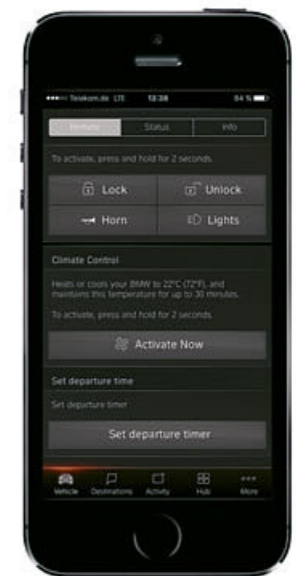 Telekom.de LTE 13:38 84 %
Remote Status Info
To activate, press and hold for 2 seconds.
Lock Unlock
Horn Lights
Climate Control
Heats or cools your BMW to 22°C (72°F), and
maintains this temperature for up to 30 minutes.
To activate, press and hold for 2 seconds.
Activate Now
Set departure time
Set departure timer
Set departure timer
Vehicle Destinations Activity Hub More